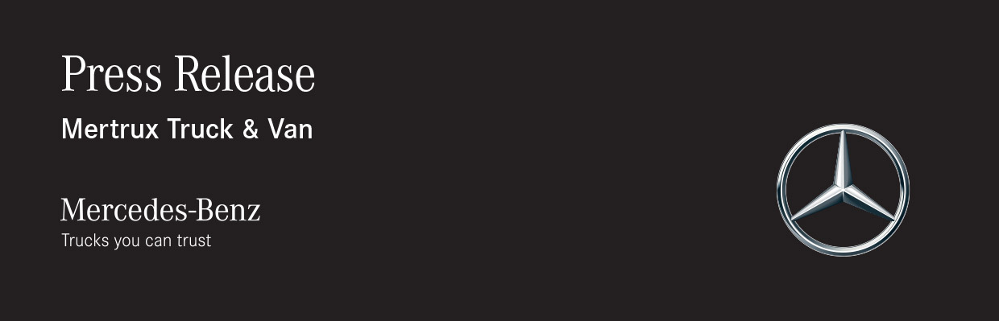 Press Release
Mertrux Truck & Van
Mercedes-Benz
Trucks you can trust